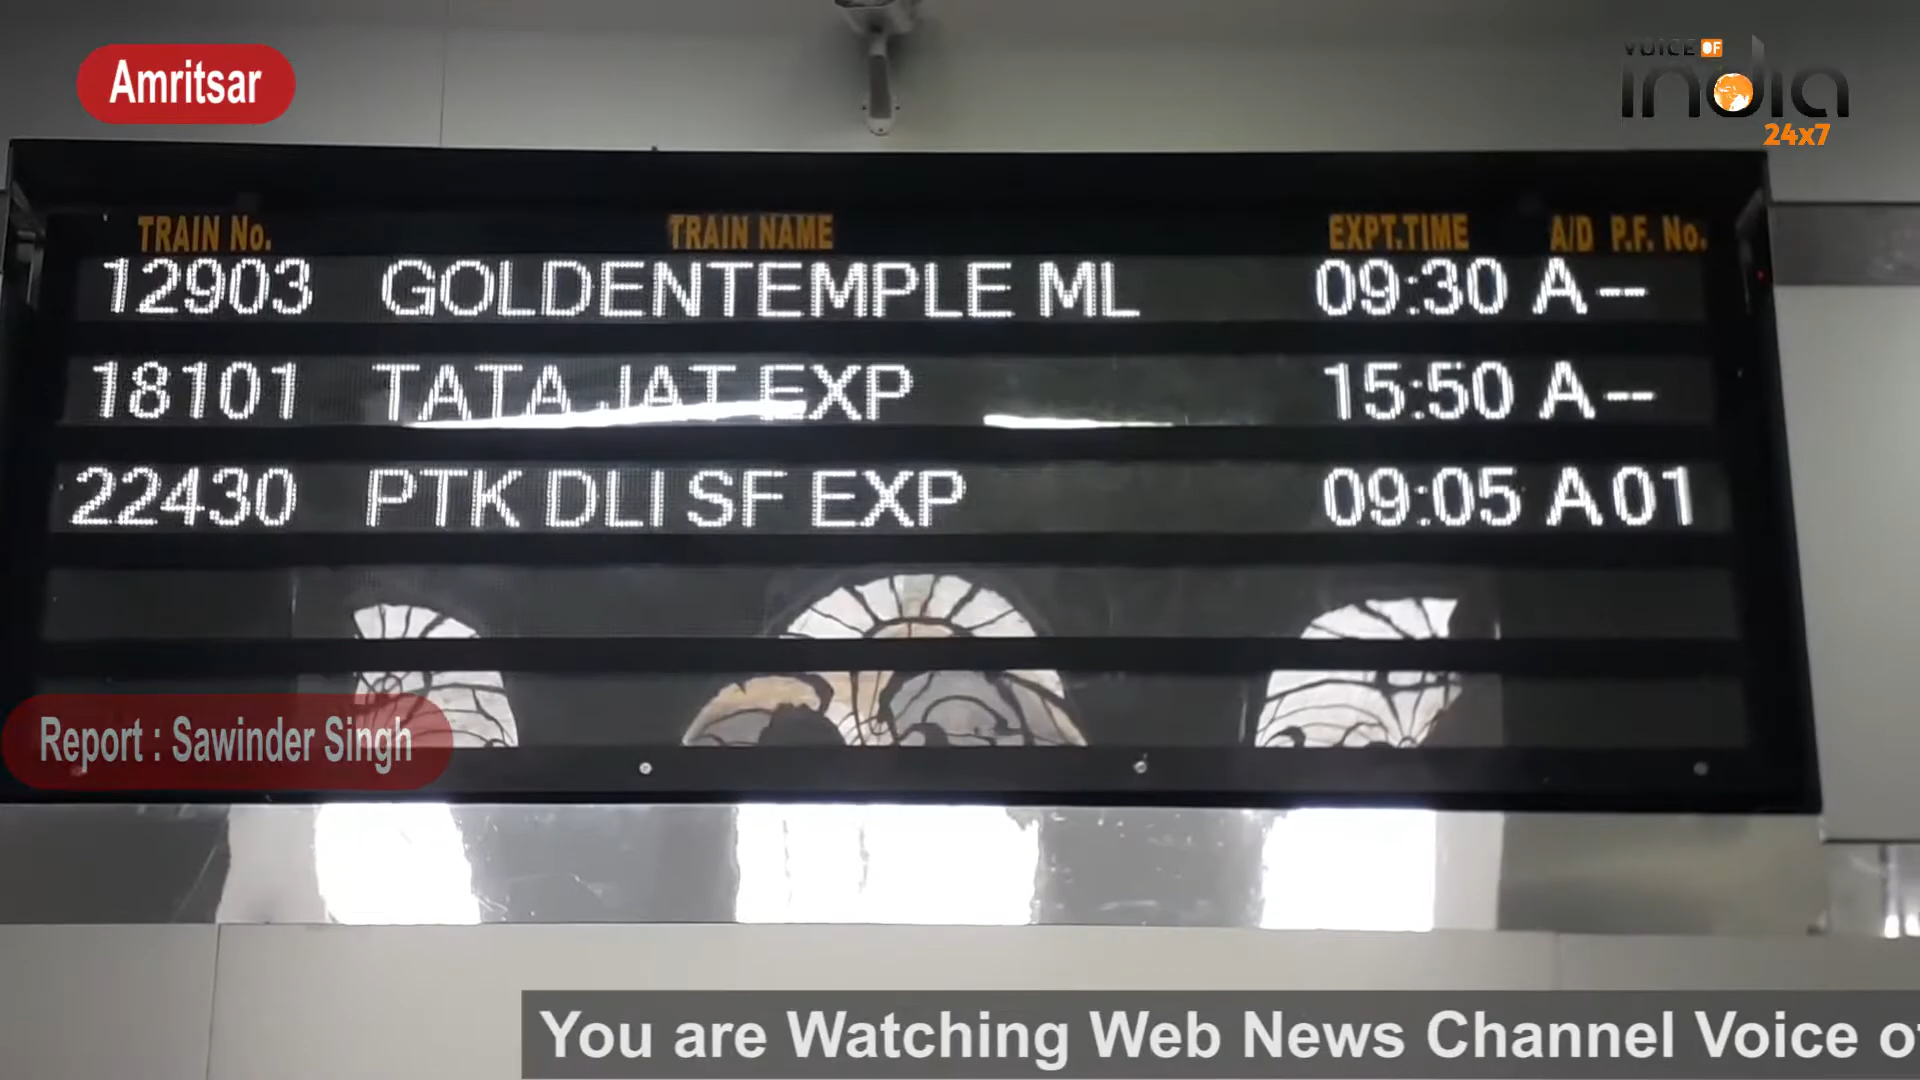 Amritsar
VOICE OF
india
24x7
TRAIN No. TRAIN NAME EXPT.TIME A/D P.F. No.
12903 GOLDENTEMPLE ML 09:30 A --
18101 TATA JAT EXP 15:50 A --
22430 PTK DLI SF EXP 09:05 A 01
Report : Sawinder Singh
You are Watching Web News Channel Voice of